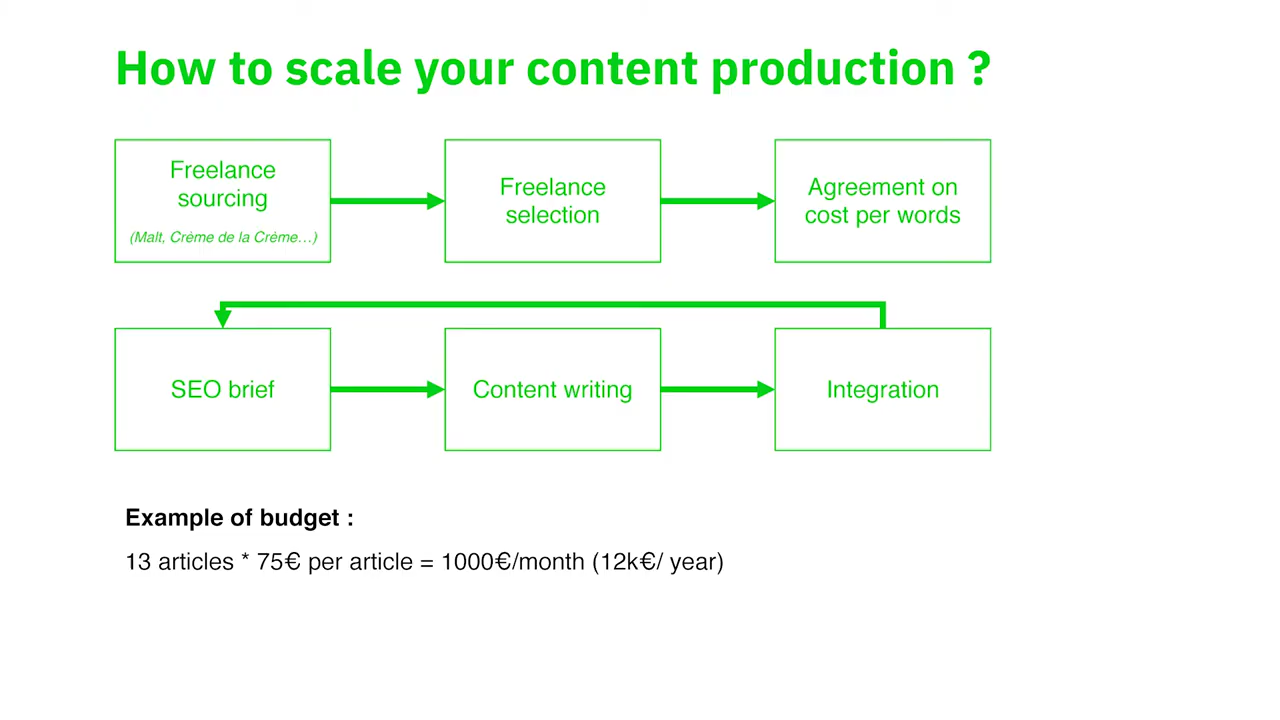 How to scale your content production ?
Freelance
sourcing
(Malt, Crème de la Crème...)
Freelance
selection
Agreement on
cost per words
SEO brief
Content writing
Integration
Example of budget :
13 articles * 75€ per article = 1000€/month (12k€/ year)